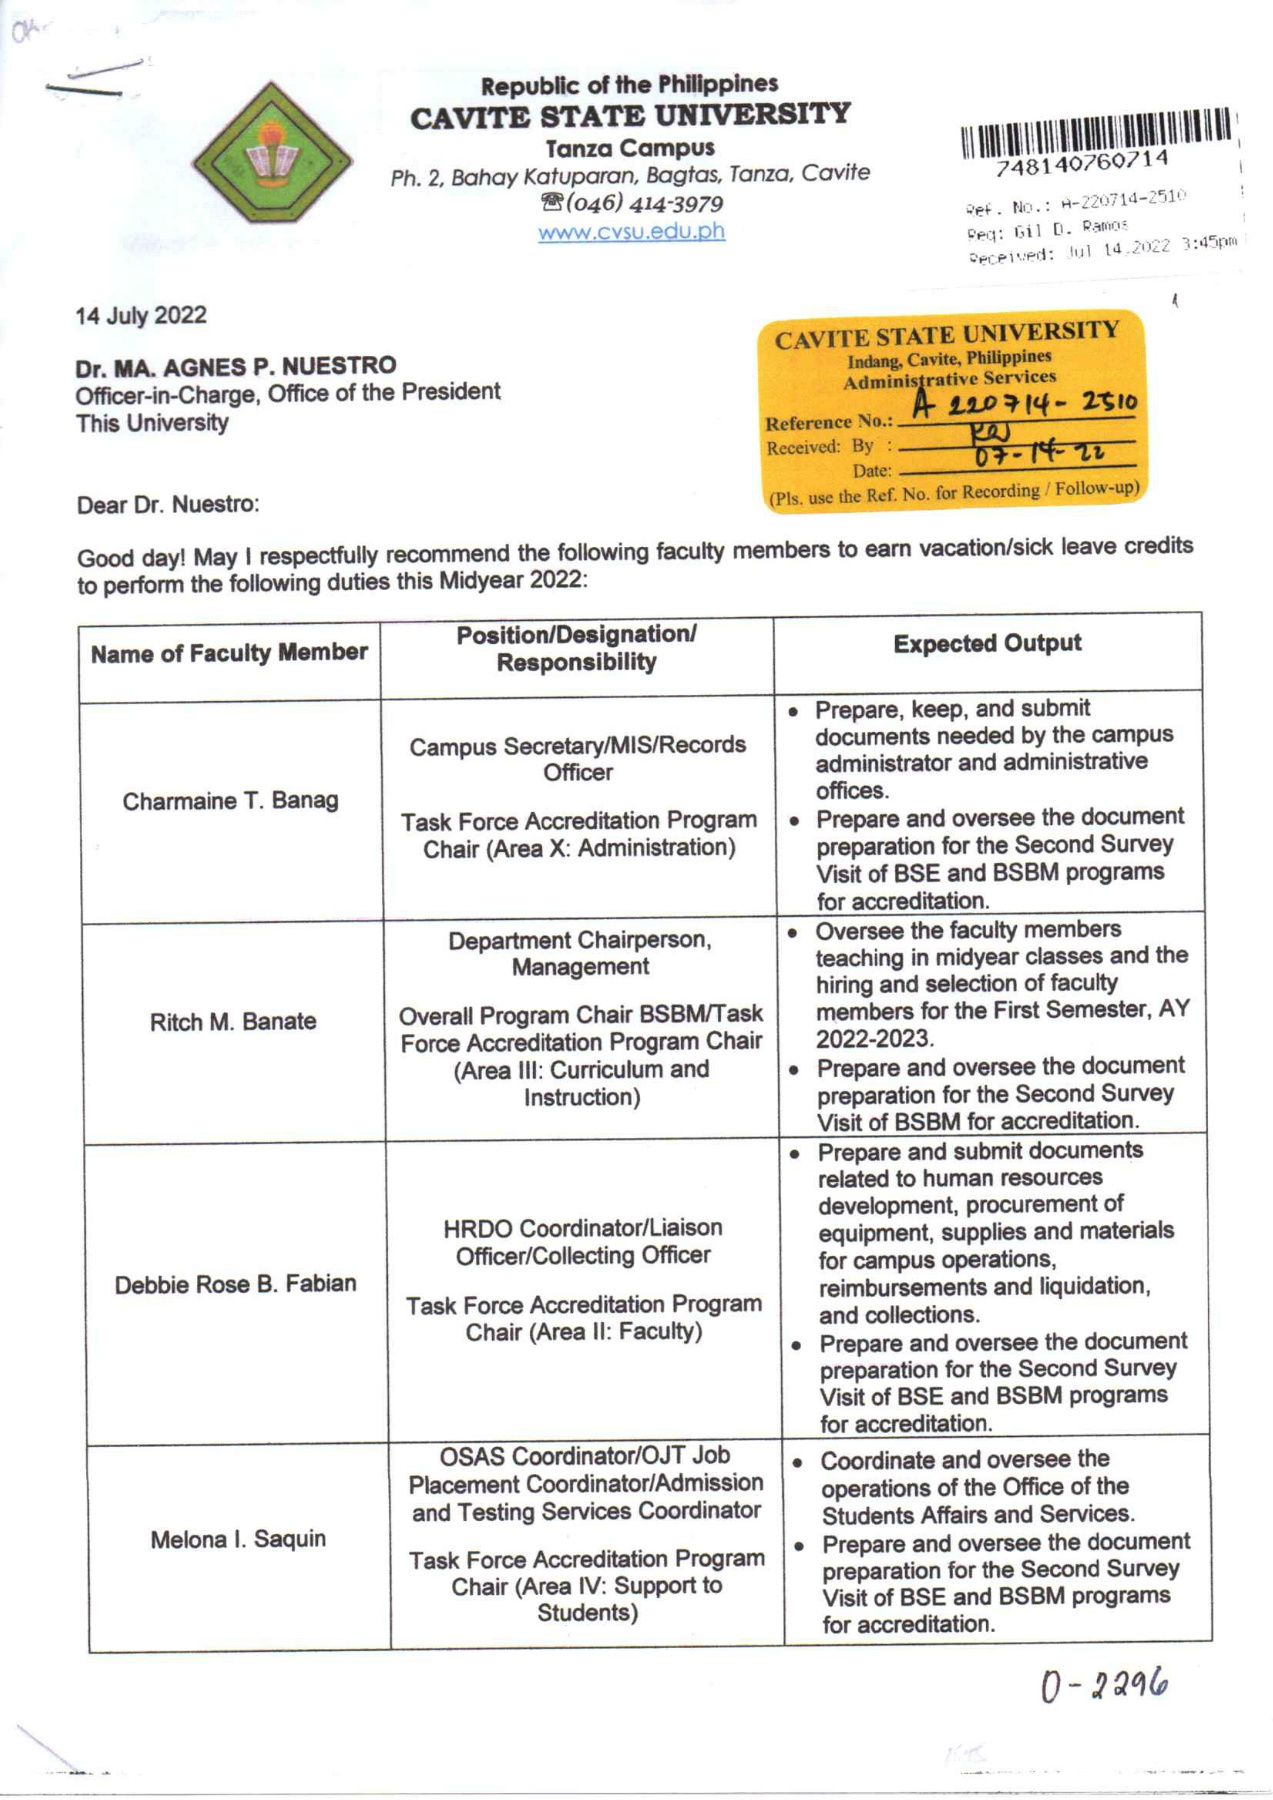 Republic of the Philippines
CAVITE STATE UNIVERSITY
Tanza Campus
Ph. 2, Bahay Katuparan, Bagtas, Tanza, Cavite
☎(046) 414-3979
www.cvsu.edu.ph
748140760714
Ref. No.: A-220714-2510
Req: Gil D. Ramos
Received: Jul 14,2022 3:45pm
14 July 2022
Dr. MA. AGNES P. NUESTRO
Officer-in-Charge, Office of the President
This University
CAVITE STATE UNIVERSITY
Indang, Cavite, Philippines
Administrative Services
Reference No.: A 220714-2510
Received: By :
Date: 07-14-22
(Pls. use the Ref. No. for Recording / Follow-up)
Dear Dr. Nuestro:
Good day! May I respectfully recommend the following faculty members to earn vacation/sick leave credits
to perform the following duties this Midyear 2022:
Name of Faculty Member
Position/Designation/
Responsibility
Expected Output
Charmaine T. Banag
Campus Secretary/MIS/Records
Officer
Task Force Accreditation Program
Chair (Area X: Administration)
• Prepare, keep, and submit
documents needed by the campus
administrator and administrative
offices.
• Prepare and oversee the document
preparation for the Second Survey
Visit of BSE and BSBM programs
for accreditation.
Ritch M. Banate
Department Chairperson,
Management
Overall Program Chair BSBM/Task
Force Accreditation Program Chair
(Area III: Curriculum and
Instruction)
• Oversee the faculty members
teaching in midyear classes and the
hiring and selection of faculty
members for the First Semester, AY
2022-2023.
• Prepare and oversee the document
preparation for the Second Survey
Visit of BSBM for accreditation.
Debbie Rose B. Fabian
HRDO Coordinator/Liaison
Officer/Collecting Officer
Task Force Accreditation Program
Chair (Area II: Faculty)
• Prepare and submit documents
related to human resources
development, procurement of
equipment, supplies and materials
for campus operations,
reimbursements and liquidation,
and collections.
• Prepare and oversee the document
preparation for the Second Survey
Visit of BSE and BSBM programs
for accreditation.
Melona I. Saquin
OSAS Coordinator/OJT Job
Placement Coordinator/Admission
and Testing Services Coordinator
Task Force Accreditation Program
Chair (Area IV: Support to
Students)
• Coordinate and oversee the
operations of the Office of the
Students Affairs and Services.
• Prepare and oversee the document
preparation for the Second Survey
Visit of BSE and BSBM programs
for accreditation.
0-2296